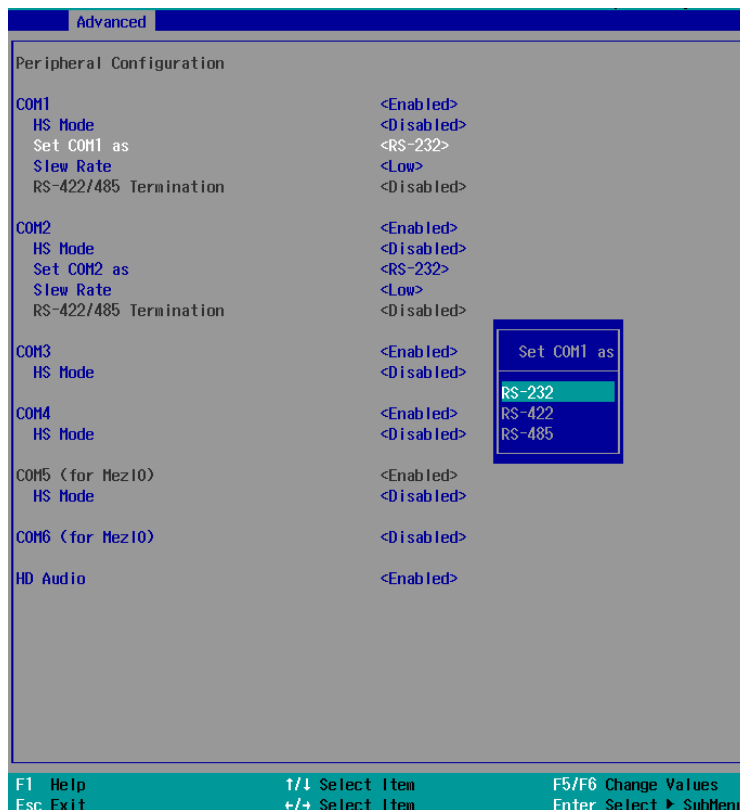 Advanced
Peripheral Configuration
COM1 <Enabled>
HS Mode <Disabled>
Set COM1 as <RS-232>
Slew Rate <Low>
RS-422/485 Termination <Disabled>
COM2 <Enabled>
HS Mode <Disabled>
Set COM2 as <RS-232>
Slew Rate <Low>
RS-422/485 Termination <Disabled>
COM3 <Enabled>
HS Mode <Disabled>
COM4 <Enabled>
HS Mode <Disabled>
COM5 (for MezIO) <Enabled>
HS Mode <Disabled>
COM6 (for MezIO) <Disabled>
HD Audio <Enabled>
Set COM1 as
RS-232
RS-422
RS-485
F1 Help ↑/↓ Select Item F5/F6 Change Values
Esc Exit ←/→ Select Item Enter Select ▶ SubMenu